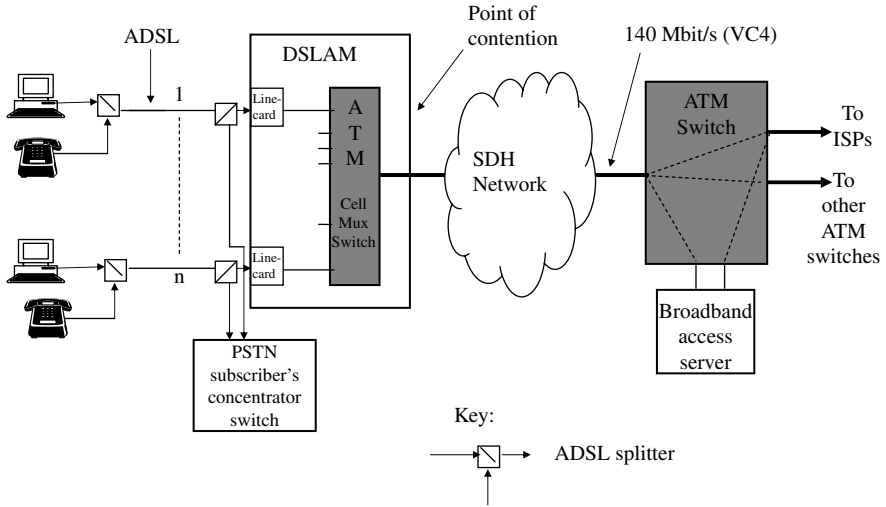 ADSL
DSLAM
Point of
contention
140 Mbit/s (VC4)
1
Line-
card
A
T
M
Cell
Mux
Switch
SDH
Network
ATM
Switch
To
ISPs
To
other
ATM
switches
n
Line-
card
Broadband
access
server
PSTN
subscriber's
concentrator
switch
Key:
ADSL splitter